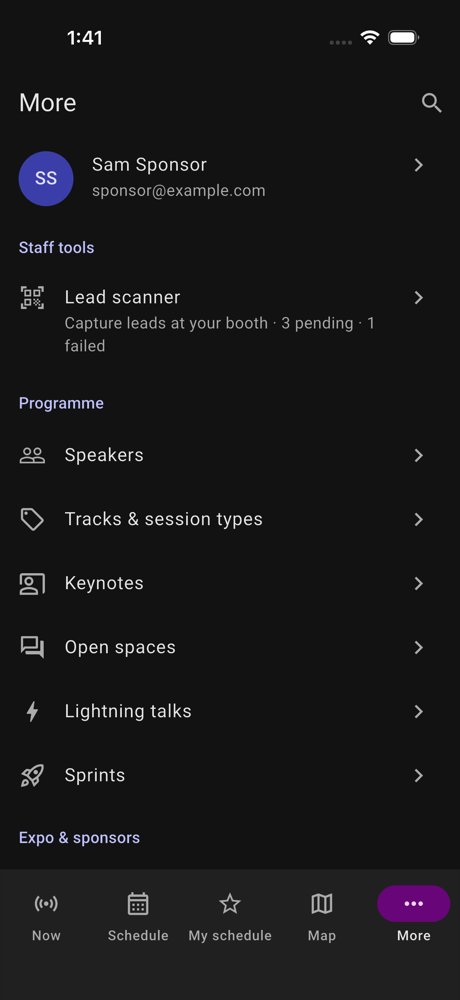 1:41
More
SS
Sam Sponsor
sponsor@example.com
Staff tools
Lead scanner
Capture leads at your booth · 3 pending · 1
failed
Programme
Speakers
Tracks & session types
Keynotes
Open spaces
Lightning talks
Sprints
Expo & sponsors
Now
Schedule
My schedule
Map
More